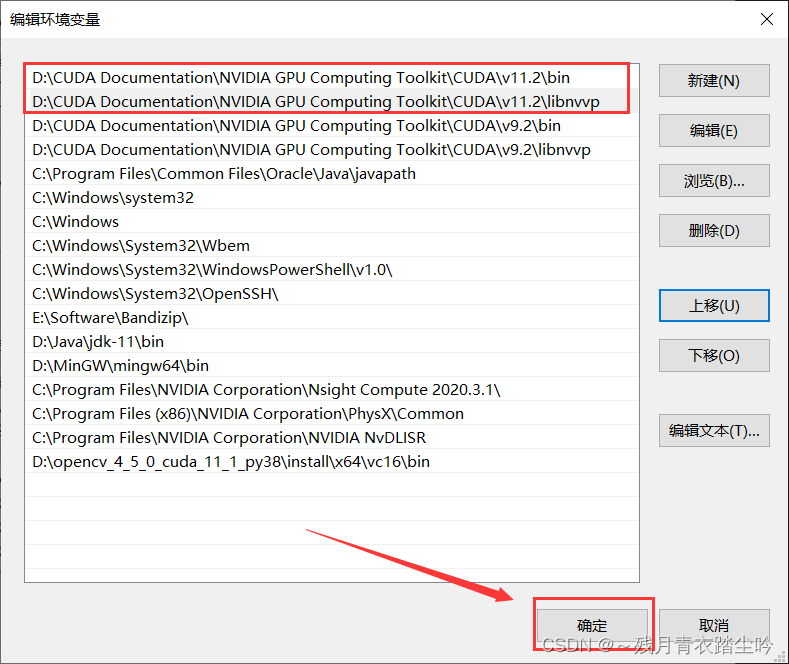 编辑环境变量
D:\CUDA Documentation\NVIDIA GPU Computing Toolkit\CUDA\v11.2\bin
D:\CUDA Documentation\NVIDIA GPU Computing Toolkit\CUDA\v11.2\libnvvp
D:\CUDA Documentation\NVIDIA GPU Computing Toolkit\CUDA\v9.2\bin
D:\CUDA Documentation\NVIDIA GPU Computing Toolkit\CUDA\v9.2\libnvvp
C:\Program Files\Common Files\Oracle\Java\javapath
C:\Windows\system32
C:\Windows
C:\Windows\System32\Wbem
C:\Windows\System32\WindowsPowerShell\v1.0\
C:\Windows\System32\OpenSSH\
E:\Software\Bandizip\
D:\Java\jdk-11\bin
D:\MinGW\mingw64\bin
C:\Program Files\NVIDIA Corporation\Nsight Compute 2020.3.1\
C:\Program Files (x86)\NVIDIA Corporation\PhysX\Common
C:\Program Files\NVIDIA Corporation\NVIDIA NvDLISR
D:\opencv_4_5_0_cuda_11_1_py38\install\x64\vc16\bin
新建(N)
编辑(E)
浏览(B)...
删除(D)
上移(U)
下移(O)
编辑文本(T)...
确定
取消
CSDN @～残月青衣踏尘吟